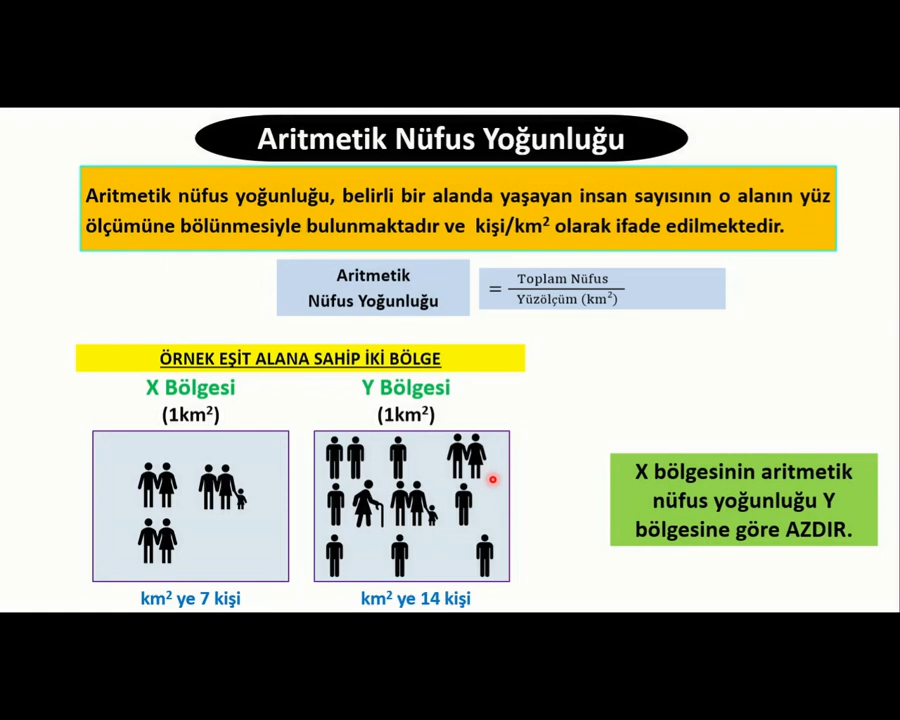 Aritmetik Nüfus Yoğunluğu
Aritmetik nüfus yoğunluğu, belirli bir alanda yaşayan insan sayısının o alanın yüz
ölçümüne bölünmesiyle bulunmaktadır ve kişi/km² olarak ifade edilmektedir.
Aritmetik
Nüfus Yoğunluğu
= Toplam Nüfus
Yüzölçüm (km²)
ÖRNEK EŞİT ALANA SAHİP İKİ BÖLGE
X Bölgesi
(1km²)
Y Bölgesi
(1km²)
km² ye 7 kişi
km² ye 14 kişi
X bölgesinin aritmetik
nüfus yoğunluğu Y
bölgesine göre AZDIR.